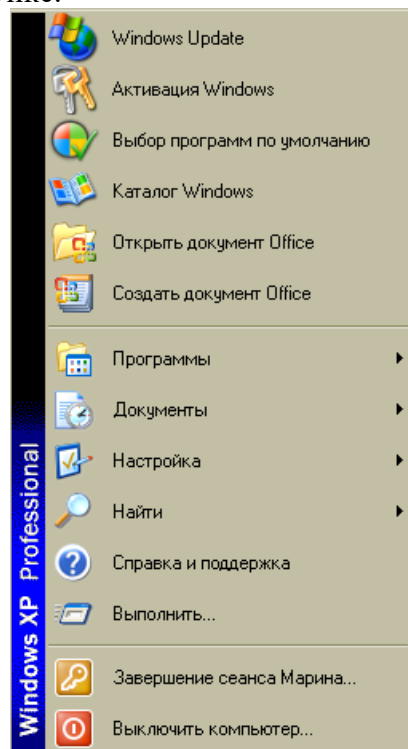 Windows Update
Активация Windows
Выбор программ по умолчанию
Каталог Windows
Открыть документ Office
Создать документ Office
Программы
Документы
Настройка
Найти
Справка и поддержка
Выполнить...
Завершение сеанса Марина...
Выключить компьютер...
Windows XP Professional